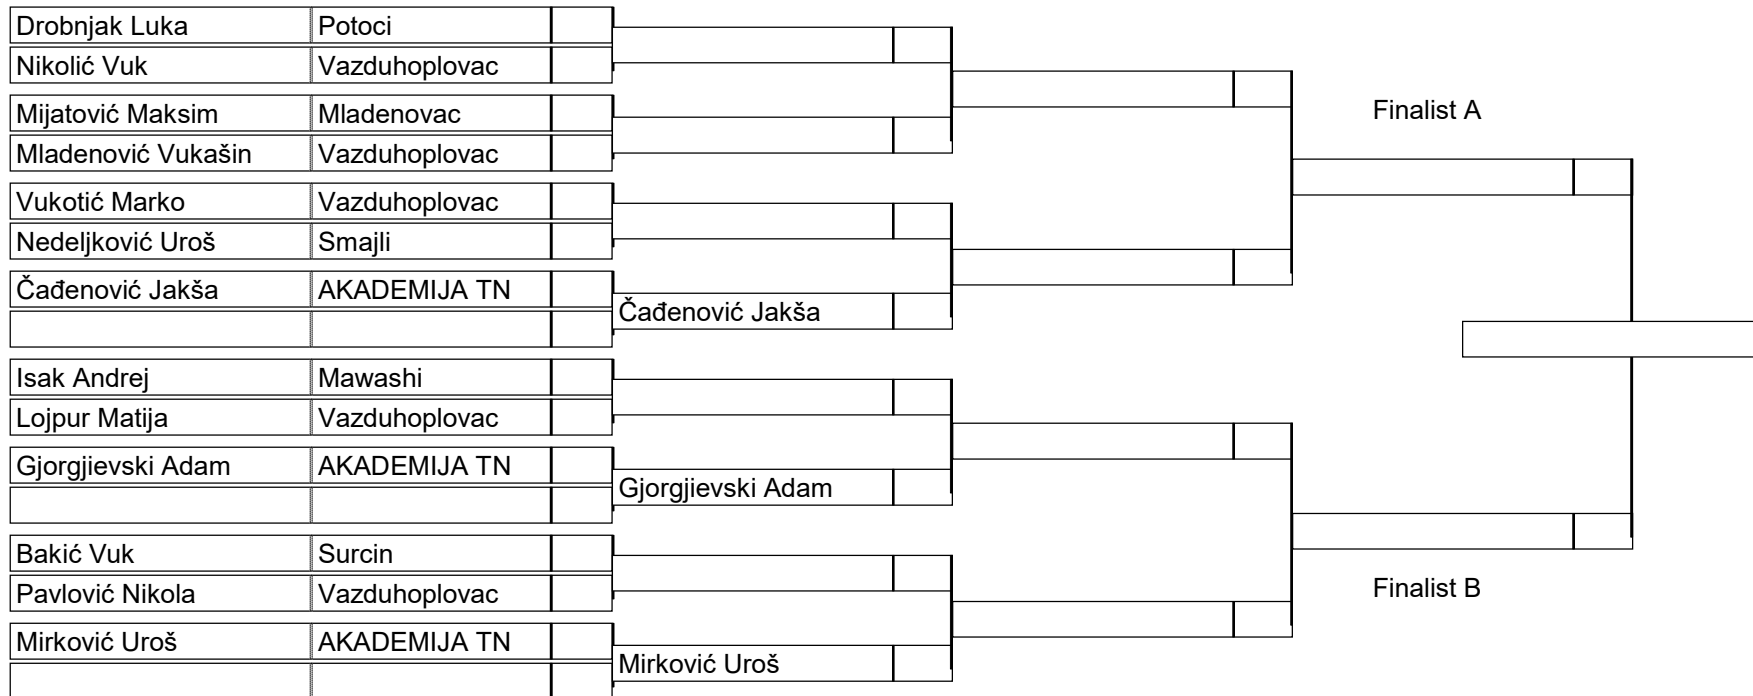 Drobnjak Luka Potoci
Nikolić Vuk Vazduhoplovac
Mijatović Maksim Mladenovac
Finalist A
Mladenović Vukašin Vazduhoplovac
Vukotić Marko Vazduhoplovac
Nedeljković Uroš Smajli
Čađenović Jakša AKADEMIJA TN
Čađenović Jakša
Isak Andrej Mawashi
Lojpur Matija Vazduhoplovac
Gjorgjievski Adam AKADEMIJA TN
Gjorgjievski Adam
Bakić Vuk Surcin
Pavlović Nikola Vazduhoplovac
Finalist B
Mirković Uroš AKADEMIJA TN
Mirković Uroš